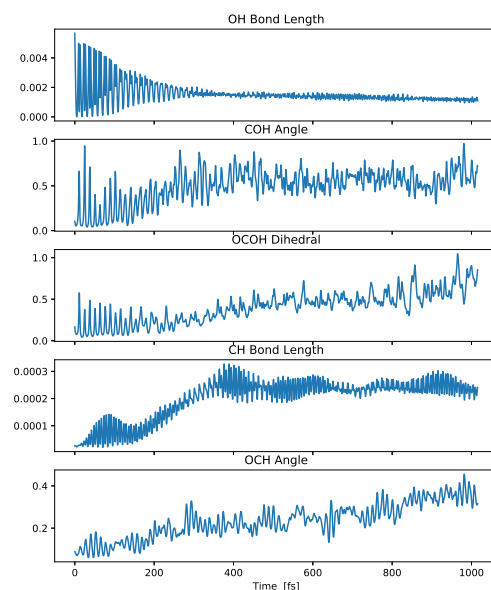 OH Bond Length
0.004
0.002
0.000
COH Angle
1.0
0.5
0.0
OCOH Dihedral
1.0
0.5
0.0
CH Bond Length
0.0003
0.0002
0.0001
OCH Angle
0.4
0.2
0 200 400 600 800 1000
Time [fs]